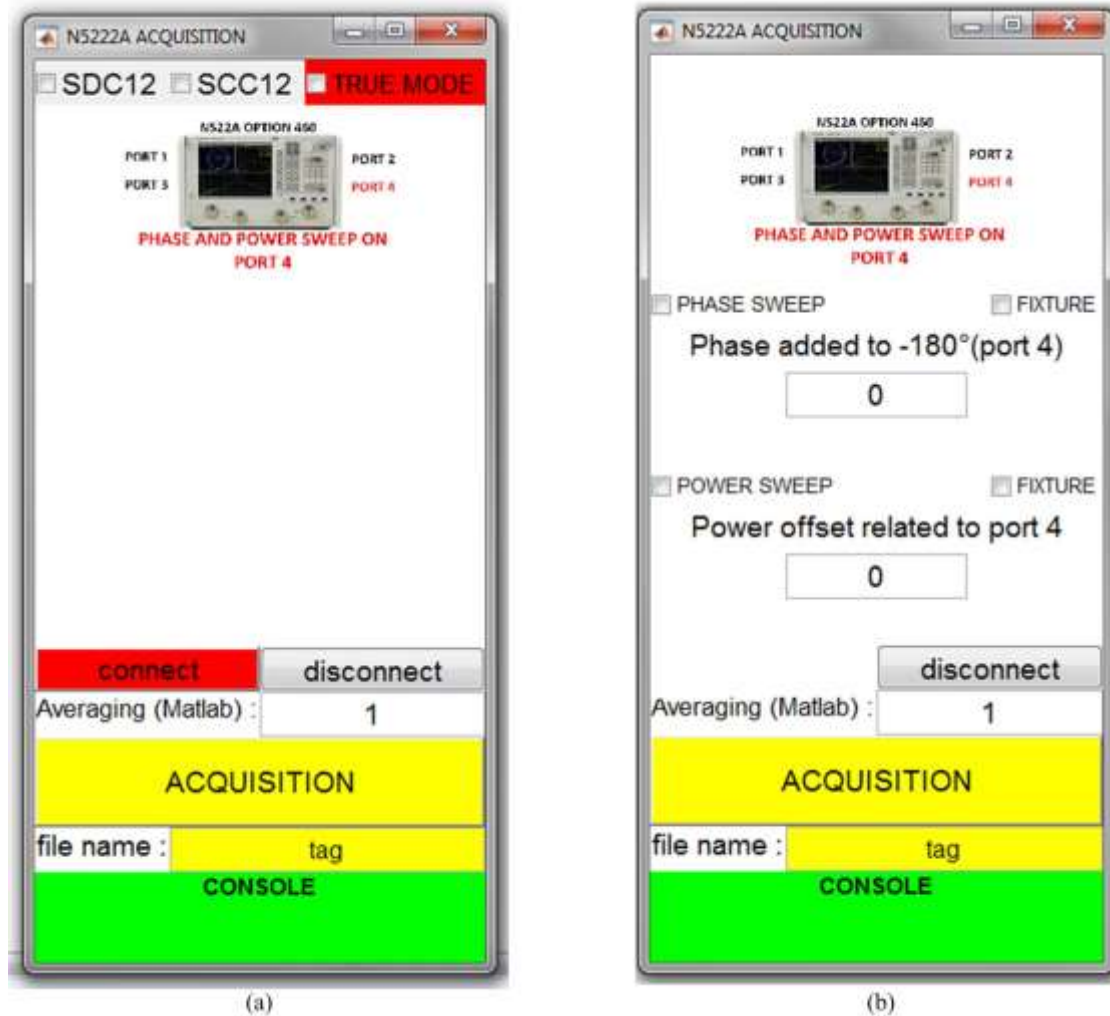 N5222A ACQUISITION
SDC12 SCC12 TRUE MODE
N522A OPTION 460
PORT 1 PORT 2
PORT 3 PORT 4
PHASE AND POWER SWEEP ON
PORT 4
connect disconnect
Averaging (Matlab) : 1
ACQUISITION
file name : tag
CONSOLE
(a)
N5222A ACQUISITION
N522A OPTION 460
PORT 1 PORT 2
PORT 3 PORT 4
PHASE AND POWER SWEEP ON
PORT 4
PHASE SWEEP FIXTURE
Phase added to -180°(port 4)
0
POWER SWEEP FIXTURE
Power offset related to port 4
0
disconnect
Averaging (Matlab) : 1
ACQUISITION
file name : tag
CONSOLE
(b)